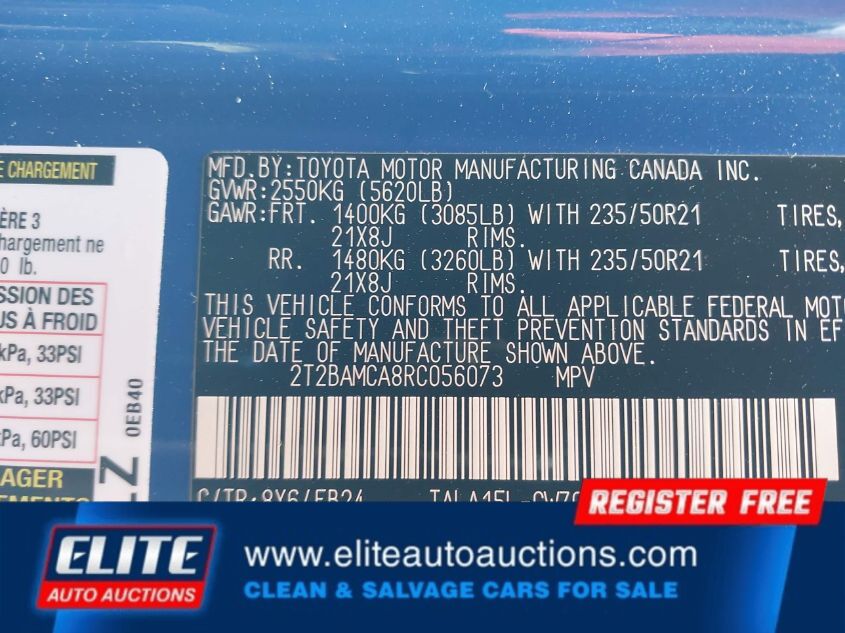 E CHARGEMENT
ÈRE 3
hargement ne
0 lb.
SSION DES
US À FROID
kPa, 33PSI
kPa, 33PSI
kPa, 60PSI
AGER
0EB40
MFD.BY:TOYOTA MOTOR MANUFACTURING CANADA INC.
GVWR:2550KG (5620LB)
GAWR:FRT. 1400KG (3085LB) WITH 235/50R21 TIRES,
21X8J RIMS.
RR. 1480KG (3260LB) WITH 235/50R21 TIRES,
21X8J RIMS.
THIS VEHICLE CONFORMS TO ALL APPLICABLE FEDERAL MOTO
VEHICLE SAFETY AND THEFT PREVENTION STANDARDS IN EF
THE DATE OF MANUFACTURE SHOWN ABOVE.
2T2BAMCA8RC056073 MPV
C/TR:8X6/EB24
REGISTER FREE
ELITE
AUTO AUCTIONS
www.eliteautoauctions.com
CLEAN & SALVAGE CARS FOR SALE